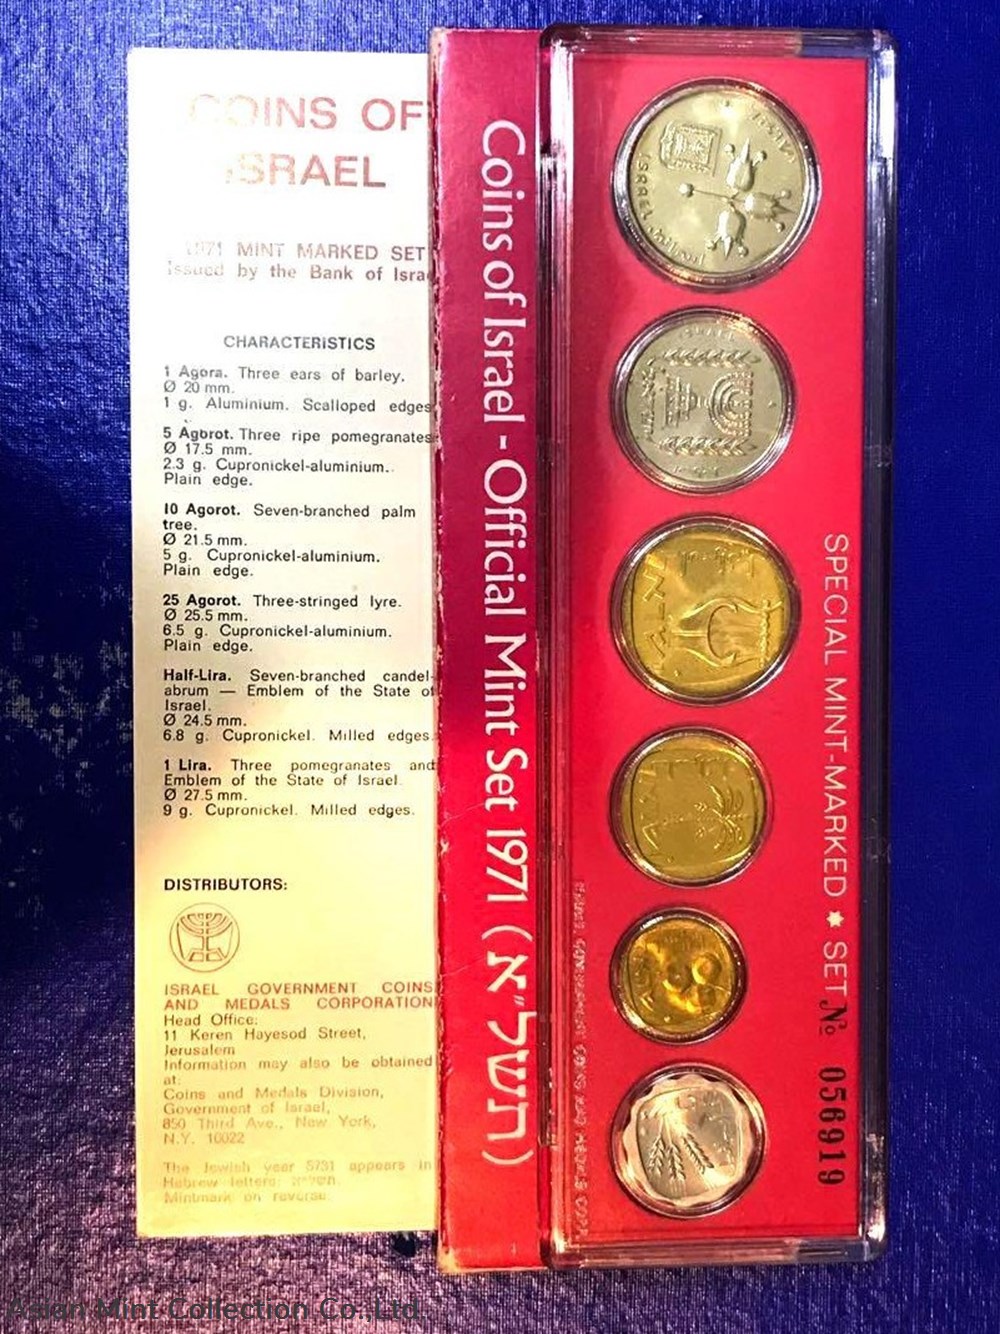 COINS OF
ISRAEL
1971 MINT MARKED SET
Issued by the Bank of Isra
CHARACTERISTICS
1 Agora. Three ears of barley.
Ø 20 mm.
1 g. Aluminium. Scalloped edges
5 Agorot. Three ripe pomegranates
Ø 17.5 mm.
2.3 g. Cupronickel-aluminium.
Plain edge.
10 Agorot. Seven-branched palm
tree.
Ø 21.5 mm.
5 g. Cupronickel-aluminium.
Plain edge.
25 Agorot. Three-stringed lyre.
Ø 25.5 mm.
6.5 g. Cupronickel-aluminium.
Plain edge.
Half-Lira. Seven-branched candel-
abrum — Emblem of the State of
Israel.
Ø 24.5 mm.
6.8 g. Cupronickel. Milled edges.
1 Lira. Three pomegranates and
Emblem of the State of Israel.
Ø 27.5 mm.
9 g. Cupronickel. Milled edges.
DISTRIBUTORS:
ISRAEL GOVERNMENT COINS
AND MEDALS CORPORATION
Head Office:
11 Keren Hayesod Street,
Jerusalem
Information may also be obtained
at:
Coins and Medals Division,
Government of Israel,
850 Third Ave., New York,
N.Y. 10022
The Jewish year 5731 appears in
Hebrew letters:
Mintmark on reverse.
Coins of Israel - Official Mint Set 1971 (תשל"א)
ISRAEL
ISRAEL GOVERNMENT COINS AND MEDALS CORP.
SPECIAL MINT-MARKED ✶ SET № 058919
Asian Mint Collection Co.,Ltd